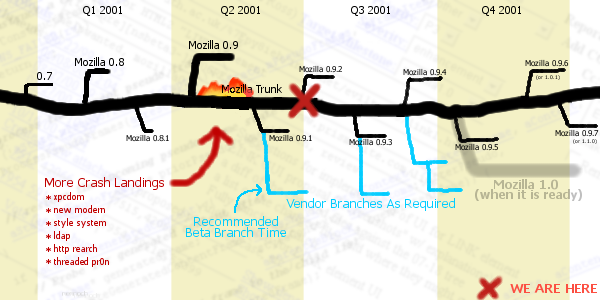 Q1 2001
Q2 2001
Q3 2001
Q4 2001
0.7
Mozilla 0.8
Mozilla 0.9
Mozilla 0.9.2
Mozilla 0.9.4
Mozilla 0.9.6
(or 1.0.1)
Mozilla Trunk
Mozilla 0.8.1
Mozilla 0.9.1
Mozilla 0.9.3
Mozilla 0.9.5
Mozilla 0.9.7
(or 1.1.0)
More Crash Landings
* xpcdom
* new modem
* style system
* ldap
* http rearch
* threaded pr0n
Recommended
Beta Branch Time
Vendor Branches As Required
Mozilla 1.0
(when it is ready)
WE ARE HERE